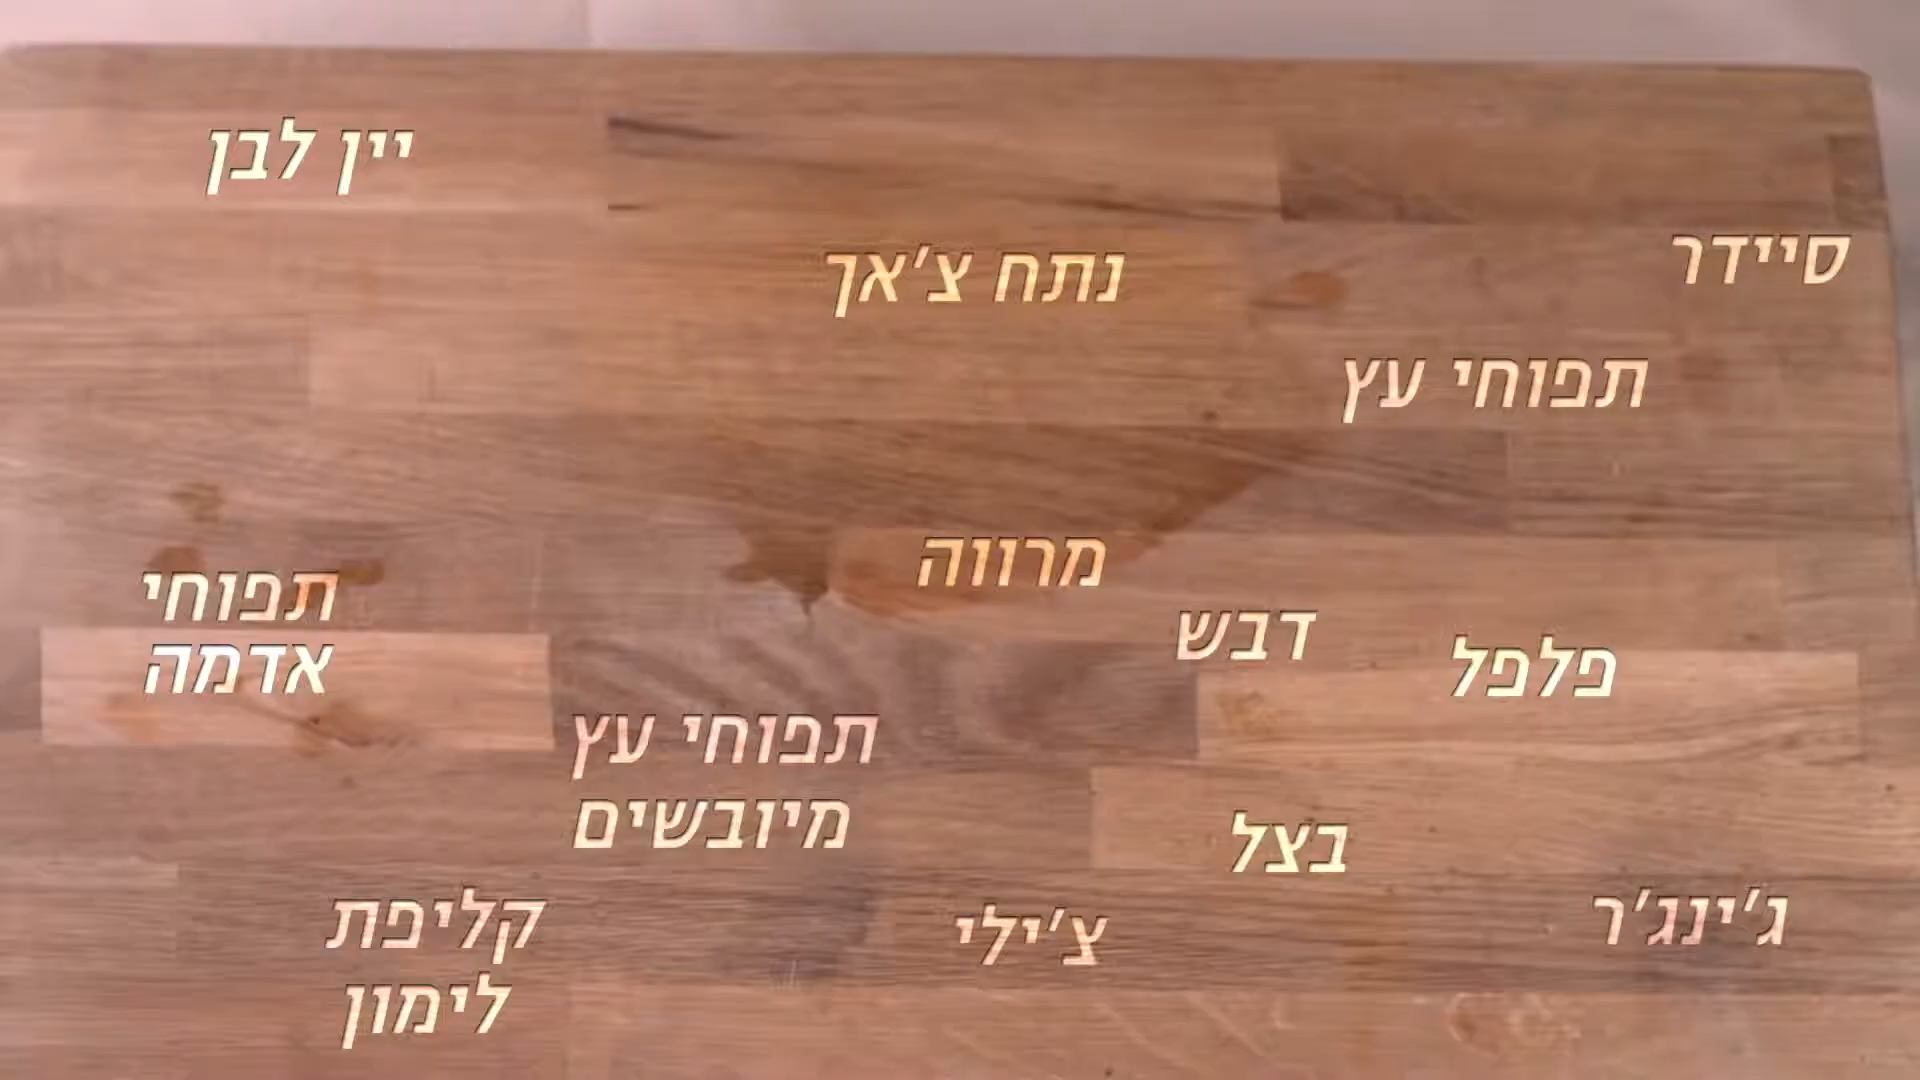 יין לבן
סיידר
נתח צ'אך
תפוחי עץ
מרווה
תפוחי
אדמה
דבש
פלפל
תפוחי עץ
מיובשים
בצל
קליפת
לימון
צ'ילי
ג'ינג'ר